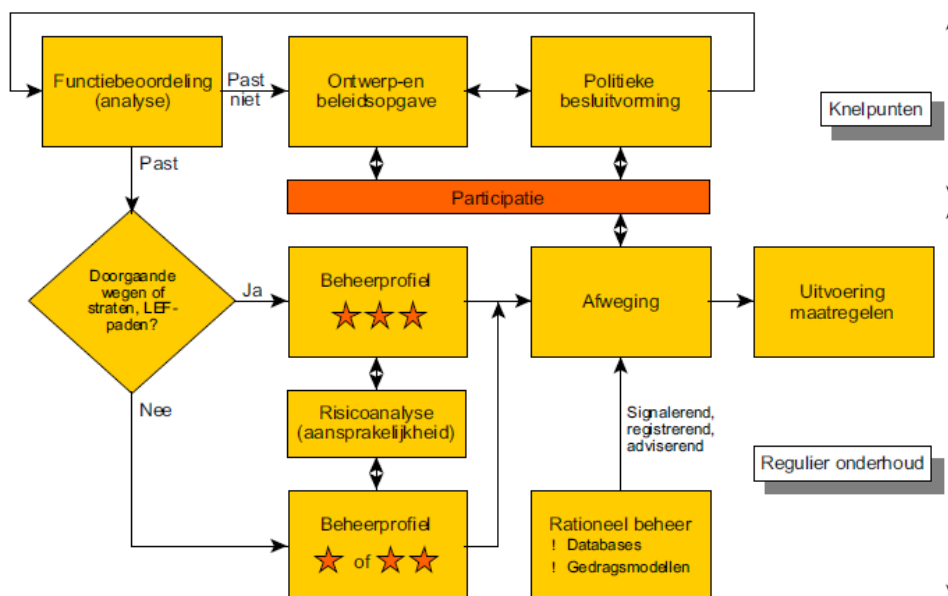 Functiebeoordeling
(analyse)
Past
niet
Ontwerp-en
beleidsopgave
Politieke
besluitvorming
Knelpunten
Past
Participatie
Doorgaande
wegen of
straten, LEF-
paden?
Ja
Beheerprofiel
Afweging
Uitvoering
maatregelen
Nee
Risicoanalyse
(aansprakelijkheid)
Signalerend,
registrerend,
adviserend
Regulier onderhoud
Beheerprofiel
of
Rationeel beheer
! Databases
! Gedragsmodellen